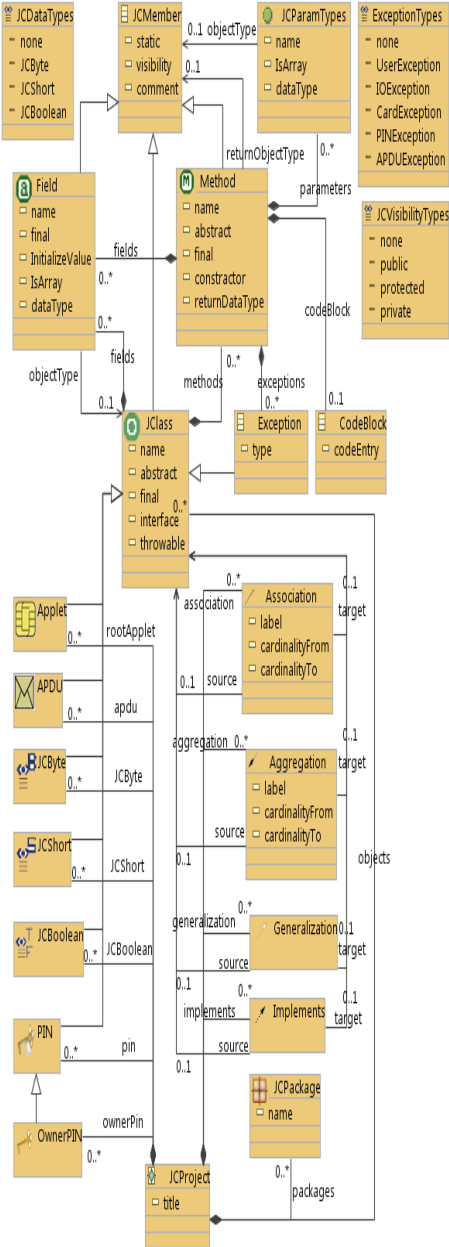 JCDataTypes
none
JCByte
JCShort
JCBoolean
JCMember
static
visibility
comment
0..1 objectType
0..1
JCParamTypes
name
IsArray
dataType
ExceptionTypes
none
UserException
IOException
CardException
PINException
APDUException
returnObjectType
0..*
parameters
Field
name
final
InitializeValue
IsArray
dataType
fields
0..*
Method
name
abstract
final
constractor
returnDataType
JCVisibilityTypes
none
public
protected
private
codeBlock
0..*
fields
objectType
0..1
0..*
methods
exceptions
0..*
0..1
JClass
name
abstract
final
0..*
interface
throwable
Exception
type
CodeBlock
codeEntry
Applet
rootApplet
0..*
APDU
apdu
0..*
JCByte
JCByte
0..*
JCShort
JCShort
0..*
JCBoolean
JCBoolean
0..*
PIN
pin
0..*
OwnerPIN
ownerPin
0..*
0..*
association
Association
label
cardinalityFrom
cardinalityTo
0..1
target
source
0..1
aggregation
0..*
Aggregation
label
cardinalityFrom
cardinalityTo
0..1
target
source
0..1
objects
generalization
0..*
Generalization
0..1
target
source
0..1
implements
0..*
Implements
0..1
target
source
0..1
JCPackage
name
0..*
packages
JCProject
title